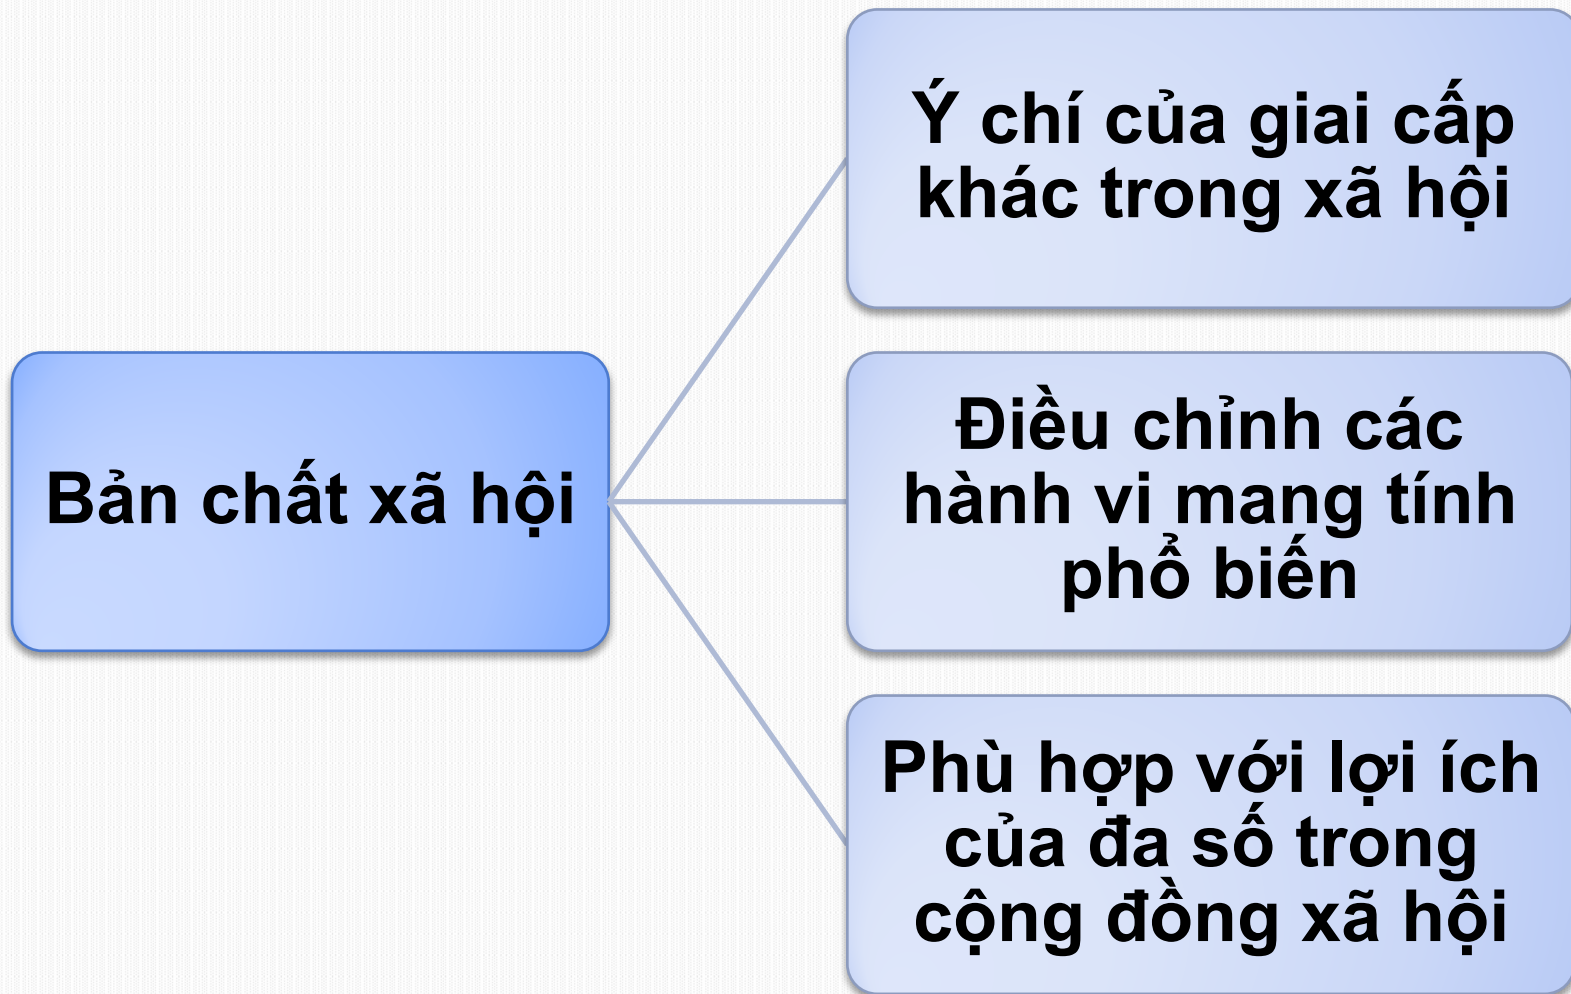 Ý chí của giai cấp
khác trong xã hội
Bản chất xã hội
Điều chỉnh các
hành vi mang tính
phổ biến
Phù hợp với lợi ích
của đa số trong
cộng đồng xã hội